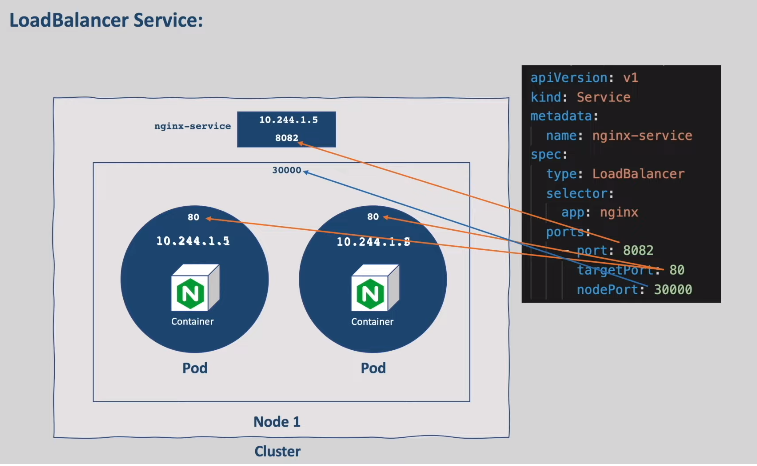 LoadBalancer Service:
nginx-service
10.244.1.5
8082
30000
80
10.244.1.5
Container
Pod
80
10.244.1.8
Container
Pod
Node 1
Cluster
apiVersion: v1
kind: Service
metadata:
name: nginx-service
spec:
type: LoadBalancer
selector:
app: nginx
ports:
- port: 8082
targetPort: 80
nodePort: 30000